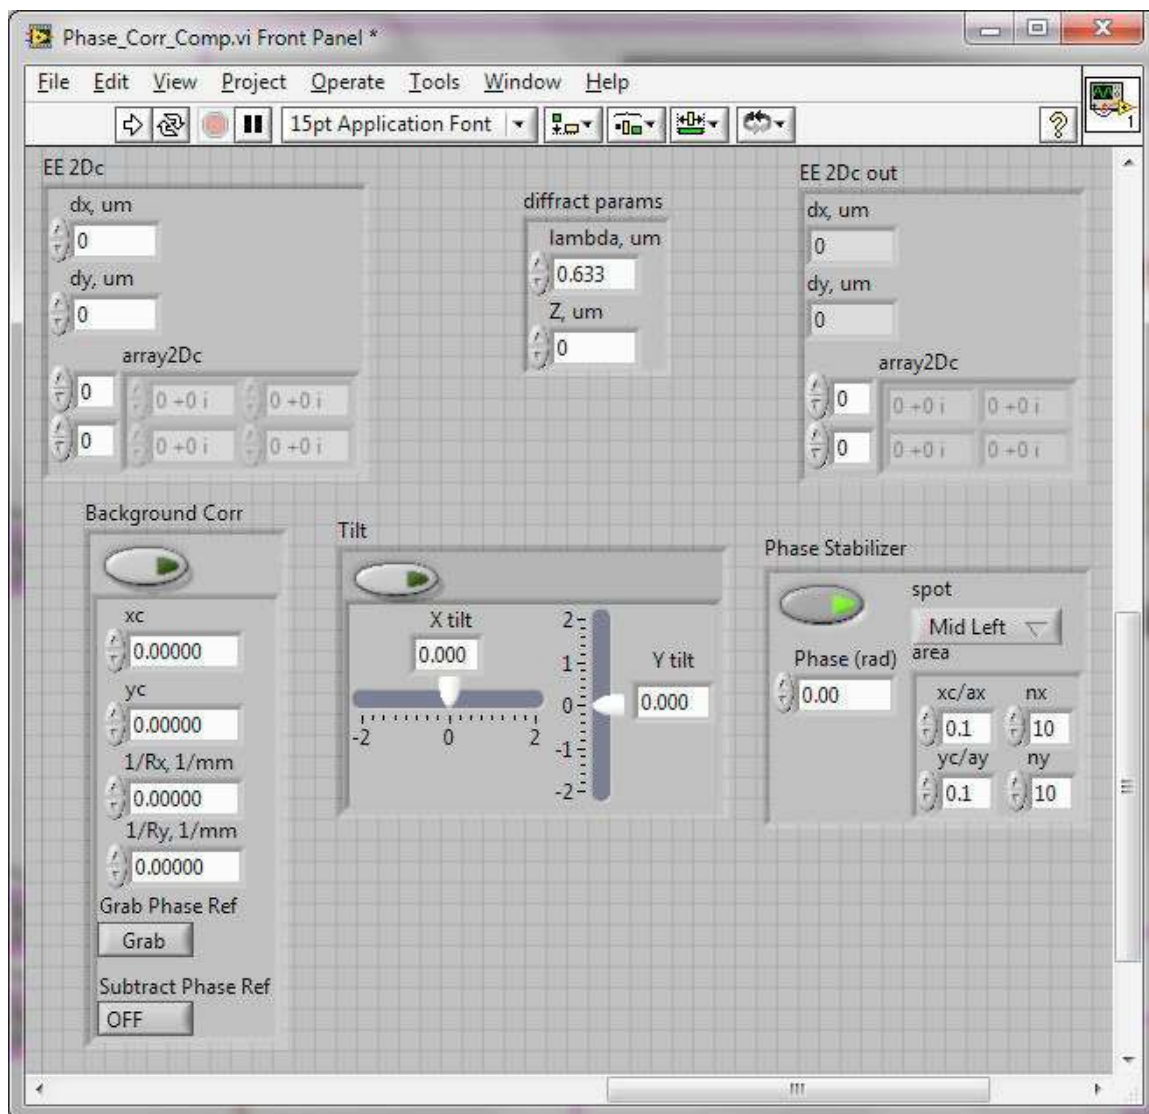 Phase_Corr_Comp.vi Front Panel *
File Edit View Project Operate Tools Window Help
15pt Application Font
1
EE 2Dc
dx, um
0
dy, um
0
array2Dc
0 0 +0 i 0 +0 i
0 0 +0 i 0 +0 i
diffract params
lambda, um
0.633
Z, um
0
EE 2Dc out
dx, um
0
dy, um
0
array2Dc
0 0 +0 i 0 +0 i
0 0 +0 i 0 +0 i
Background Corr
xc
0.00000
yc
0.00000
1/Rx, 1/mm
0.00000
1/Ry, 1/mm
0.00000
Grab Phase Ref
Grab
Subtract Phase Ref
OFF
Tilt
X tilt
0.000
-2 0 2
2
1
0
-1
-2
Y tilt
0.000
Phase Stabilizer
spot
Mid Left
Phase (rad)
0.00
area
xc/ax nx
0.1 10
yc/ay ny
0.1 10